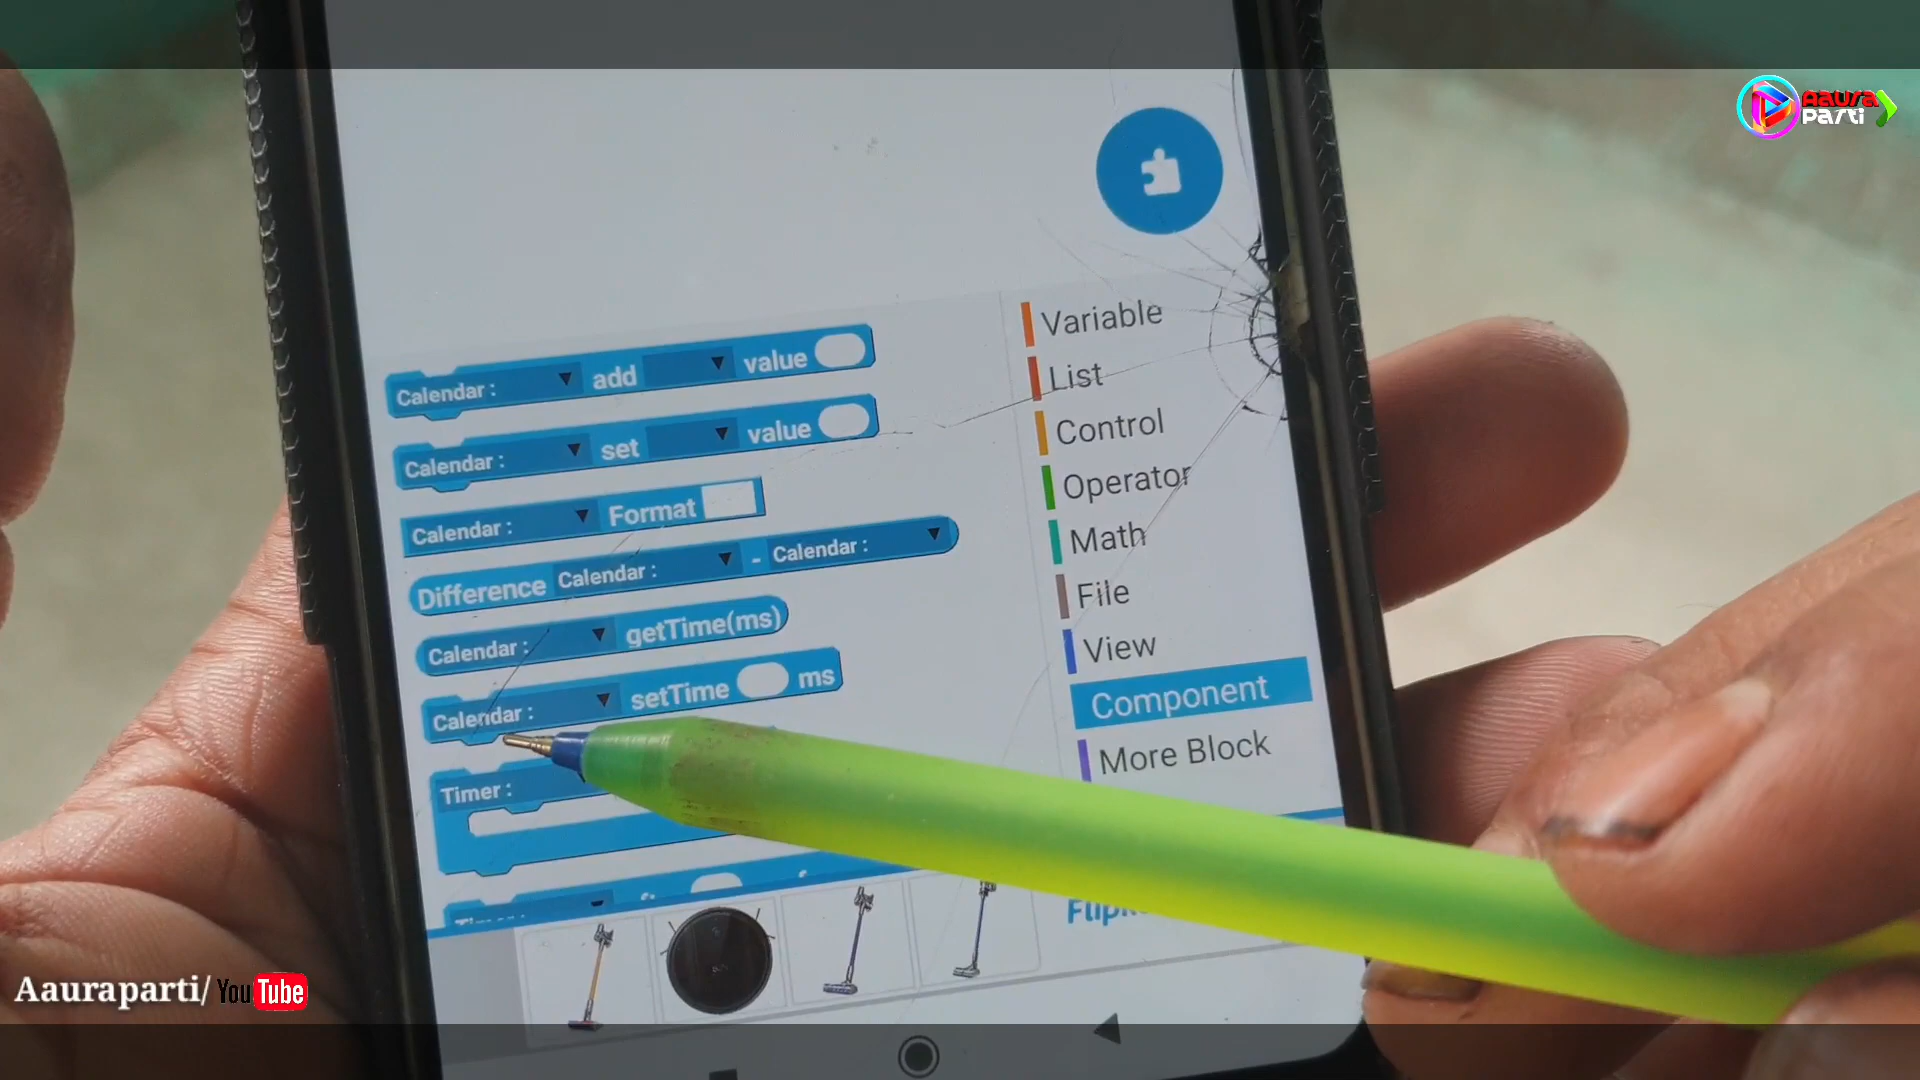 Aaura
Parti
Variable
List
Control
Operator
Math
File
View
Component
More Block
Calendar : add value
Calendar : set value
Calendar : Format
Difference Calendar : - Calendar :
Calendar : getTime(ms)
Calendar : setTime ms
Timer :
Aauraparti/ YouTube